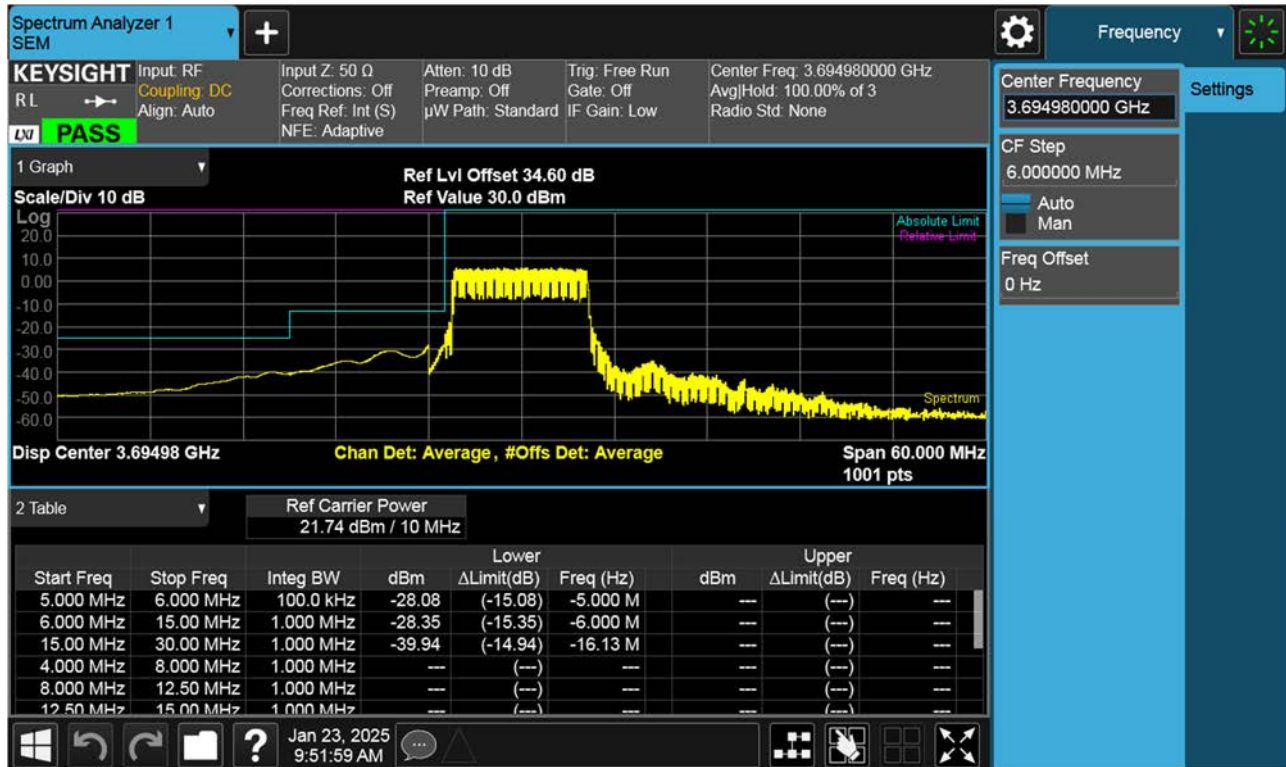 Spectrum Analyzer 1
SEM
Frequency
KEYSIGHT
RL
LXI
PASS
Input: RF
Coupling: DC
Align: Auto
Input Z: 50 Ω
Corrections: Off
Freq Ref: Int (S)
NFE: Adaptive
Atten: 10 dB
Preamp: Off
µW Path: Standard
Trig: Free Run
Gate: Off
IF Gain: Low
Center Freq: 3.694980000 GHz
Avg|Hold: 100.00% of 3
Radio Std: None
Center Frequency
3.694980000 GHz
Settings
CF Step
6.000000 MHz
Auto
Man
Freq Offset
0 Hz
1 Graph
Ref Lvl Offset 34.60 dB
Scale/Div 10 dB
Ref Value 30.0 dBm
Log
Absolute Limit
Relative Limit
20.0
10.0
0.00
-10.0
-20.0
-30.0
-40.0
-50.0
-60.0
Spectrum
Disp Center 3.69498 GHz
Chan Det: Average, #Offs Det: Average
Span 60.000 MHz
1001 pts
2 Table
Ref Carrier Power
21.74 dBm / 10 MHz
Lower Upper
Start Freq Stop Freq Integ BW dBm ΔLimit(dB) Freq (Hz) dBm ΔLimit(dB) Freq (Hz)
5.000 MHz 6.000 MHz 100.0 kHz -28.08 (-15.08) -5.000 M --- (---) ---
6.000 MHz 15.00 MHz 1.000 MHz -28.35 (-15.35) -6.000 M --- (---) ---
15.00 MHz 30.00 MHz 1.000 MHz -39.94 (-14.94) -16.13 M --- (---) ---
4.000 MHz 8.000 MHz 1.000 MHz --- (---) --- --- (---) ---
8.000 MHz 12.50 MHz 1.000 MHz --- (---) --- --- (---) ---
12.50 MHz 15.00 MHz 1.000 MHz --- (---) --- --- (---) ---
Jan 23, 2025
9:51:59 AM